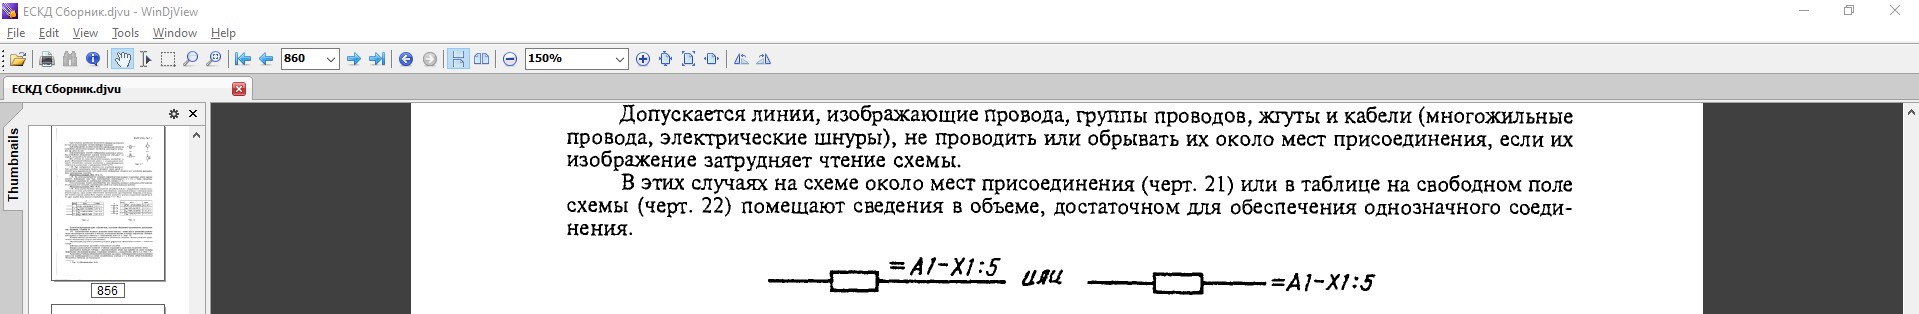 ЕСКД Сборник.djvu - WinDjView
File Edit View Tools Window Help
860 150%
ЕСКД Сборник.djvu
Thumbnails
856
Допускается линии, изображающие провода, группы проводов, жгуты и кабели (многожильные
провода, электрические шнуры), не проводить или обрывать их около мест присоединения, если их
изображение затрудняет чтение схемы.
В этих случаях на схеме около мест присоединения (черт. 21) или в таблице на свободном поле
схемы (черт. 22) помещают сведения в объеме, достаточном для обеспечения однозначного соеди-
нения.
=A1-X1:5 или =A1-X1:5